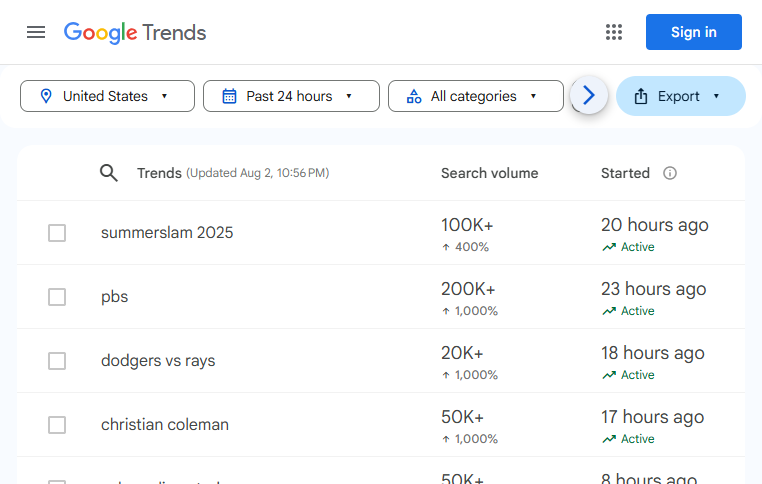 Google Trends
Sign in
United States
Past 24 hours
All categories
Export
Trends (Updated Aug 2, 10:56 PM)
Search volume
Started
summerslam 2025
100K+
20 hours ago
↑ 400%
Active
pbs
200K+
23 hours ago
↑ 1,000%
Active
dodgers vs rays
20K+
18 hours ago
↑ 1,000%
Active
christian coleman
50K+
17 hours ago
↑ 1,000%
Active
50K+
8 hours ago